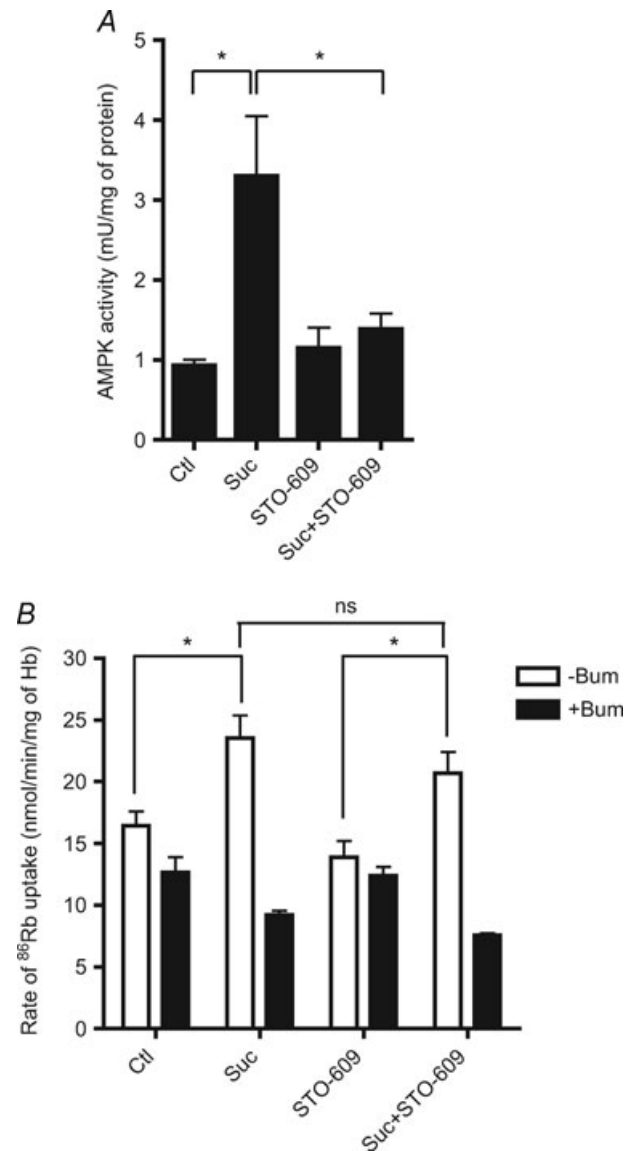 A
*
*
AMPK activity (mU/mg of protein)
5
4
3
2
1
0
Ctl
Suc
STO-609
Suc+STO-609
B
ns
*
*
-Bum
+Bum
Rate of ⁸⁶Rb uptake (nmol/min/mg of Hb)
30
25
20
15
10
5
0
Ctl
Suc
STO-609
Suc+STO-609